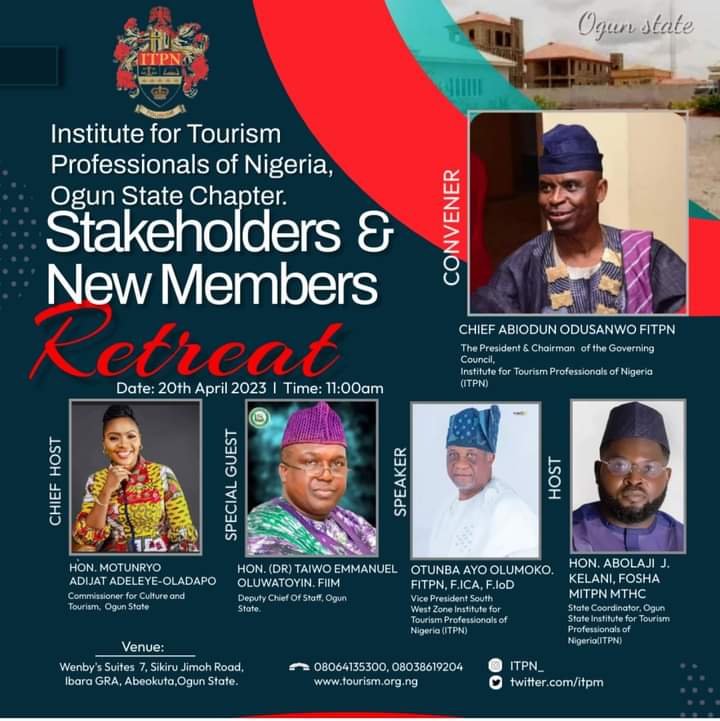 Ogun state
ITPN
TOURISM
Institute for Tourism
Professionals of Nigeria,
Ogun State Chapter.
Stakeholders &
New Members
Retreat
Date: 20th April 2023 | Time: 11:00am
CONVENER
CHIEF ABIODUN ODUSANWO FITPN
The President & Chairman of the Governing
Council,
Institute for Tourism Professionals of Nigeria
(ITPN)
CHIEF HOST
HON. MOTUNRYO
ADIJAT ADELEYE-OLADAPO
Commissioner for Culture and
Tourism, Ogun State
SPECIAL GUEST
HON. (DR) TAIWO EMMANUEL
OLUWATOYIN. FIIM
Deputy Chief Of Staff, Ogun
State.
SPEAKER
OTUNBA AYO OLUMOKO.
FITPN, F.ICA, F.IoD
Vice President South
West Zone Institute for
Tourism Professionals of
Nigeria (ITPN)
HOST
HON. ABOLAJI J.
KELANI, FOSHA
MITPN MTHC
State Coordinator, Ogun
State Institute for Tourism
Professionals of
Nigeria(ITPN)
Venue:
Wenby's Suites 7, Sikiru Jimoh Road,
Ibara GRA, Abeokuta,Ogun State.
08064135300, 08038619204
www.tourism.org.ng
ITPN_
twitter.com/itpm